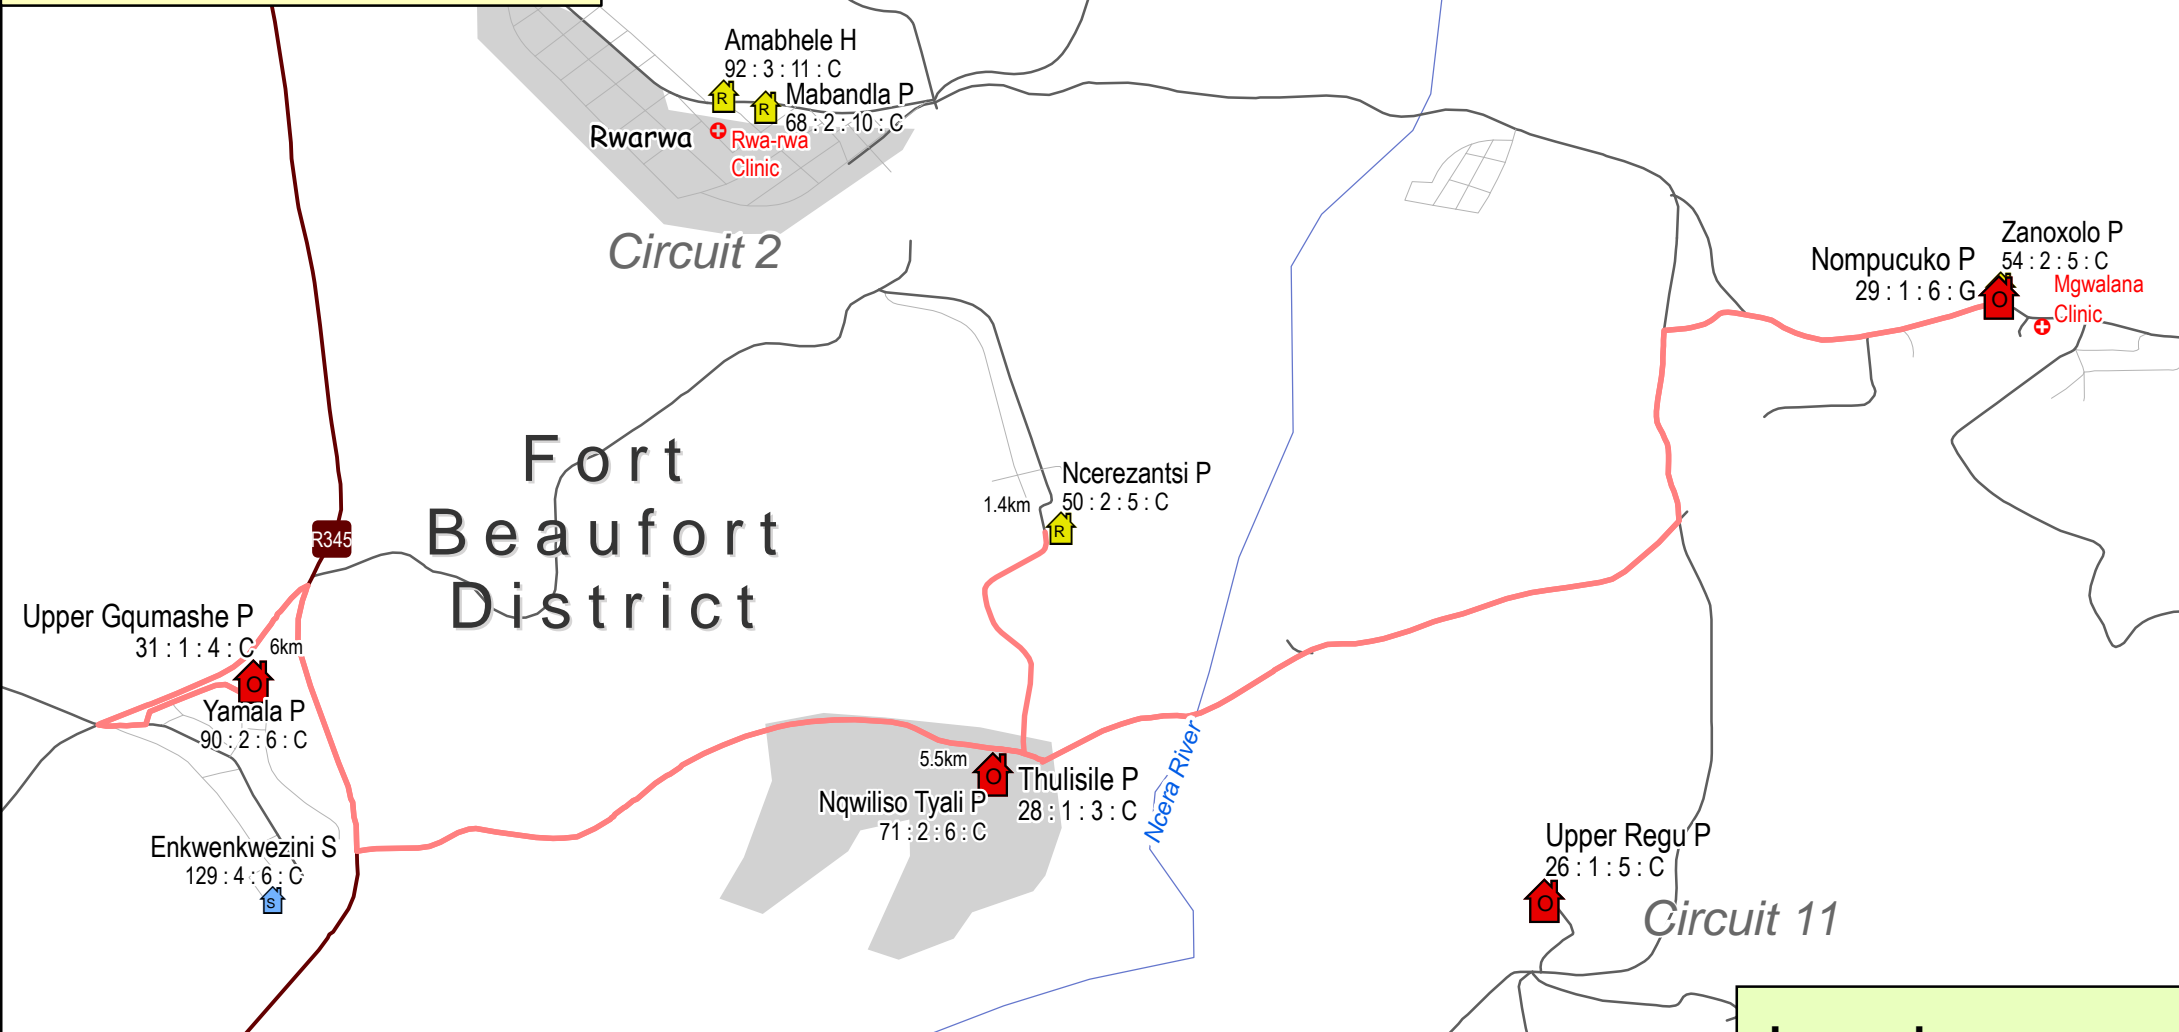 Amabhele H
92 : 3 : 11 : C
R
R
Mabandla P
68 : 2 : 10 : C
Rwarwa
Rwa-rwa
Clinic
Circuit 2
Zanoxolo P
54 : 2 : 5 : C
Nompucuko P
29 : 1 : 6 : G
O
Mgwalana
Clinic
Fort
Beaufort
District
Ncerezantsi P
50 : 2 : 5 : C
1.4km
R
R345
Upper Gqumashe P
31 : 1 : 4 : C
6km
O
Yamala P
90 : 2 : 6 : C
Enkwenkwezini S
129 : 4 : 6 : C
S
5.5km
O
Thulisile P
28 : 1 : 3 : C
Nqwiliso Tyali P
71 : 2 : 6 : C
Ncera River
Upper Regu P
26 : 1 : 5 : C
O
Circuit 11